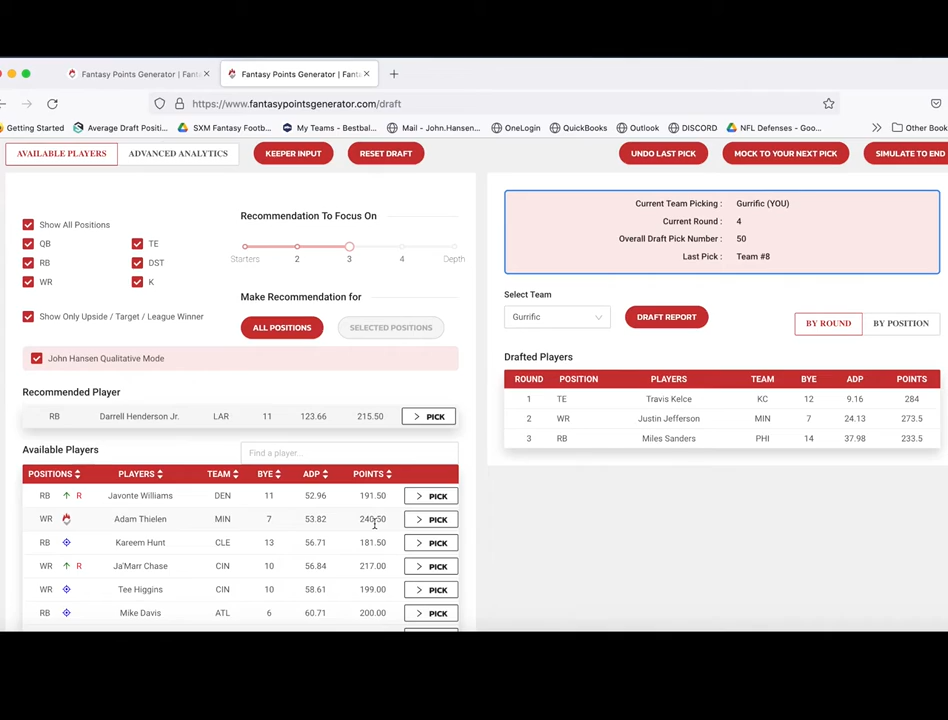 Fantasy Points Generator | Fanta × Fantasy Points Generator | Fanta ×
https://www.fantasypointsgenerator.com/draft
Getting Started Average Draft Positi... SXM Fantasy Footb... My Teams - Bestbal... Mail - John.Hansen... OneLogin QuickBooks Outlook DISCORD NFL Defenses - Goo... Other Book
AVAILABLE PLAYERS ADVANCED ANALYTICS KEEPER INPUT RESET DRAFT UNDO LAST PICK MOCK TO YOUR NEXT PICK SIMULATE TO END
Show All Positions
QB TE
RB DST
WR K
Show Only Upside / Target / League Winner
Recommendation To Focus On
Starters 2 3 4 Depth
Make Recommendation for
ALL POSITIONS SELECTED POSITIONS
John Hansen Qualitative Mode
Recommended Player
RB Darrell Henderson Jr. LAR 11 123.66 215.50 > PICK
Available Players Find a player...
POSITIONS PLAYERS TEAM BYE ADP POINTS
RB ↑ R Javonte Williams DEN 11 52.96 191.50 > PICK
WR Adam Thielen MIN 7 53.82 240.50 > PICK
RB Kareem Hunt CLE 13 56.71 181.50 > PICK
WR ↑ R Ja'Marr Chase CIN 10 56.84 217.00 > PICK
WR Tee Higgins CIN 10 58.61 199.00 > PICK
RB Mike Davis ATL 6 60.71 200.00 > PICK
Current Team Picking : Gurrific (YOU)
Current Round : 4
Overall Draft Pick Number : 50
Last Pick : Team #8
Select Team
Gurrific DRAFT REPORT BY ROUND BY POSITION
Drafted Players
ROUND POSITION PLAYERS TEAM BYE ADP POINTS
1 TE Travis Kelce KC 12 9.16 284
2 WR Justin Jefferson MIN 7 24.13 273.5
3 RB Miles Sanders PHI 14 37.98 233.5